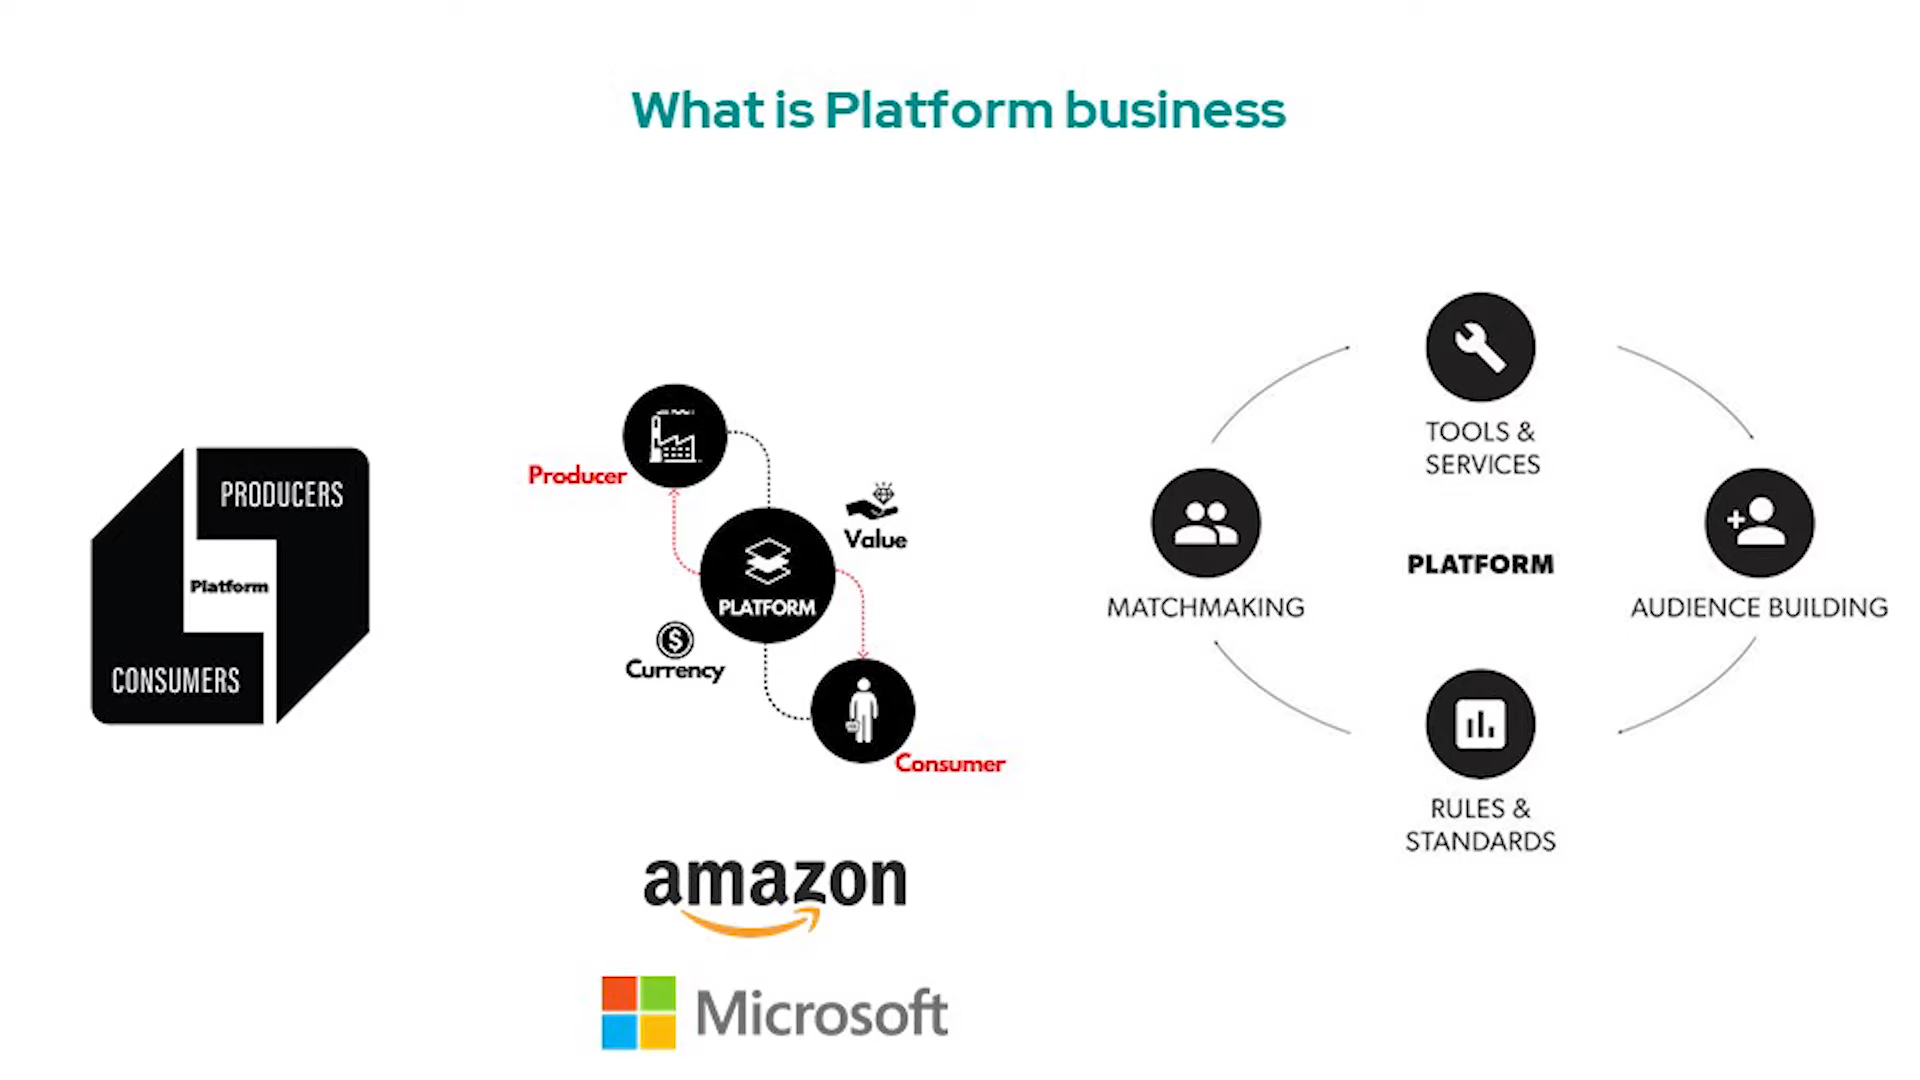 What is Platform business
PRODUCERS
Platform
CONSUMERS
Producer
Value
PLATFORM
Currency
Consumer
amazon
Microsoft
TOOLS &
SERVICES
MATCHMAKING
PLATFORM
AUDIENCE BUILDING
RULES &
STANDARDS